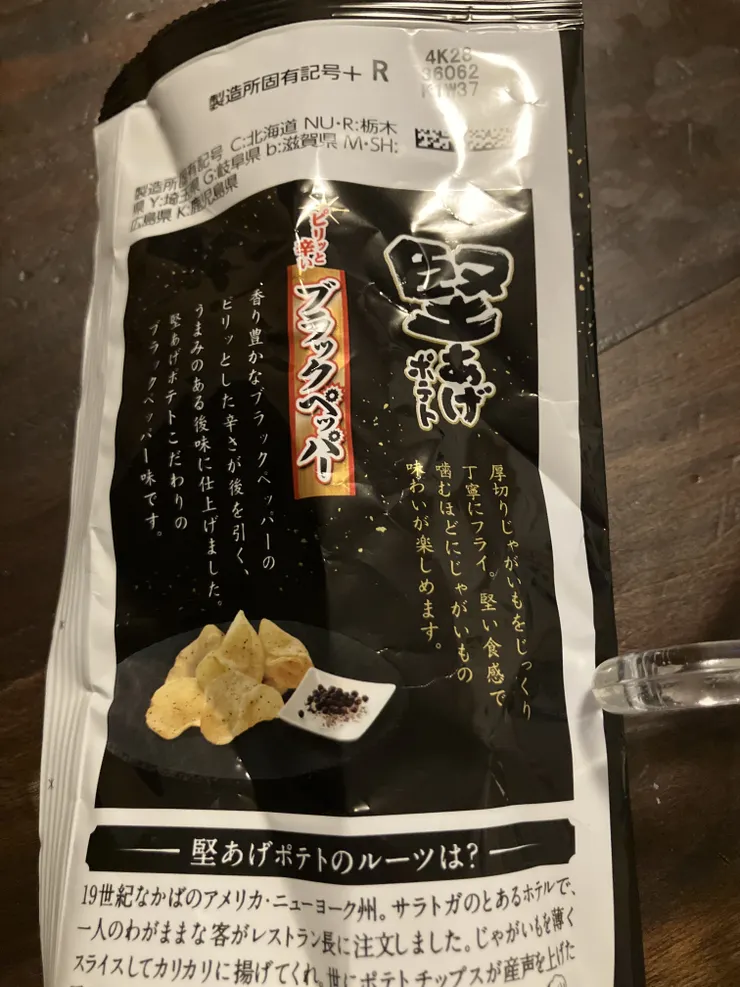 製造所固有記号+ R
4K28
36062
製造所固有記号 C:北海道 NU・R:栃木
県 Y:埼玉県 G:岐阜県 b:滋賀県 M・SH:
広島県 K:鹿児島県
堅あげ
ポテト
ピリッと
辛い
ブラックペッパー
厚切りじゃがいもをじっくり
丁寧にフライ。堅い食感で
噛むほどにじゃがいもの
味わいが楽しめます。
香り豊かなブラックペッパーの
ピリッとした辛さが後を引く、
うまみのある後味に仕上げました。
堅あげポテトこだわりの
ブラックペッパー味です。
堅あげポテトのルーツは?
19世紀なかばのアメリカ・ニューヨーク州。サラトガのとあるホテルで、
一人のわがままな客がレストラン長に注文しました。じゃがいもを薄く
スライスしてカリカリに揚げてくれ。世にポテトチップスが産声を上げた